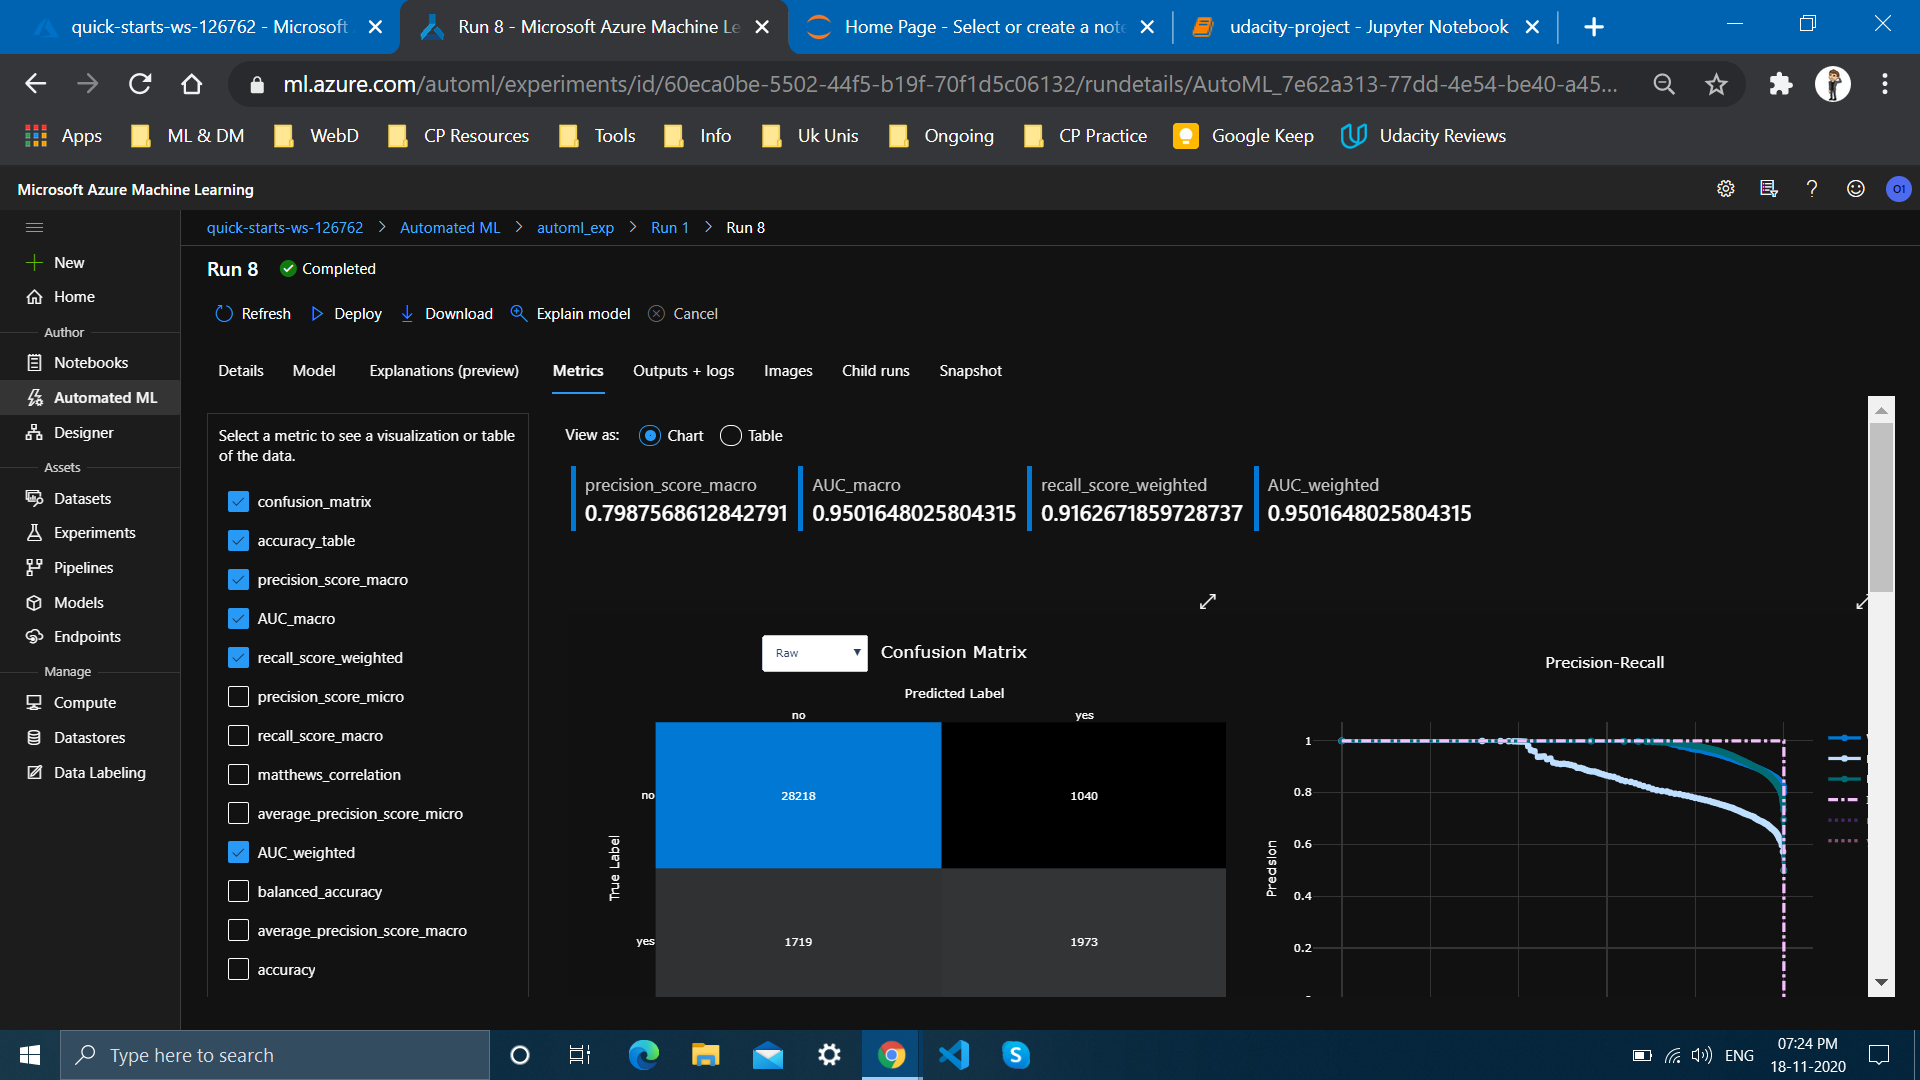 quick-starts-ws-126762 - Microsoft
Run 8 - Microsoft Azure Machine Le
Home Page - Select or create a note
udacity-project - Jupyter Notebook
ml.azure.com/automl/experiments/id/60eca0be-5502-44f5-b19f-70f1d5c06132/rundetails/AutoML_7e62a313-77dd-4e54-be40-a45...
Apps
ML & DM
WebD
CP Resources
Tools
Info
Uk Unis
Ongoing
CP Practice
Google Keep
Udacity Reviews
Microsoft Azure Machine Learning
O1
quick-starts-ws-126762 > Automated ML > automl_exp > Run 1 > Run 8
New
Home
Author
Notebooks
Automated ML
Designer
Assets
Datasets
Experiments
Pipelines
Models
Endpoints
Manage
Compute
Datastores
Data Labeling
Run 8
Completed
Refresh
Deploy
Download
Explain model
Cancel
Details
Model
Explanations (preview)
Metrics
Outputs + logs
Images
Child runs
Snapshot
Select a metric to see a visualization or table
of the data.
confusion_matrix
accuracy_table
precision_score_macro
AUC_macro
recall_score_weighted
precision_score_micro
recall_score_macro
matthews_correlation
average_precision_score_micro
AUC_weighted
balanced_accuracy
average_precision_score_macro
accuracy
View as:
Chart
Table
precision_score_macro
0.7987568612842791
AUC_macro
0.9501648025804315
recall_score_weighted
0.9162671859728737
AUC_weighted
0.9501648025804315
Raw
Confusion Matrix
Predicted Label
no
yes
True Label
no
28218
1040
yes
1719
1973
Precision-Recall
Precision
1
0.8
0.6
0.4
0.2
Type here to search
ENG
07:24 PM
18-11-2020